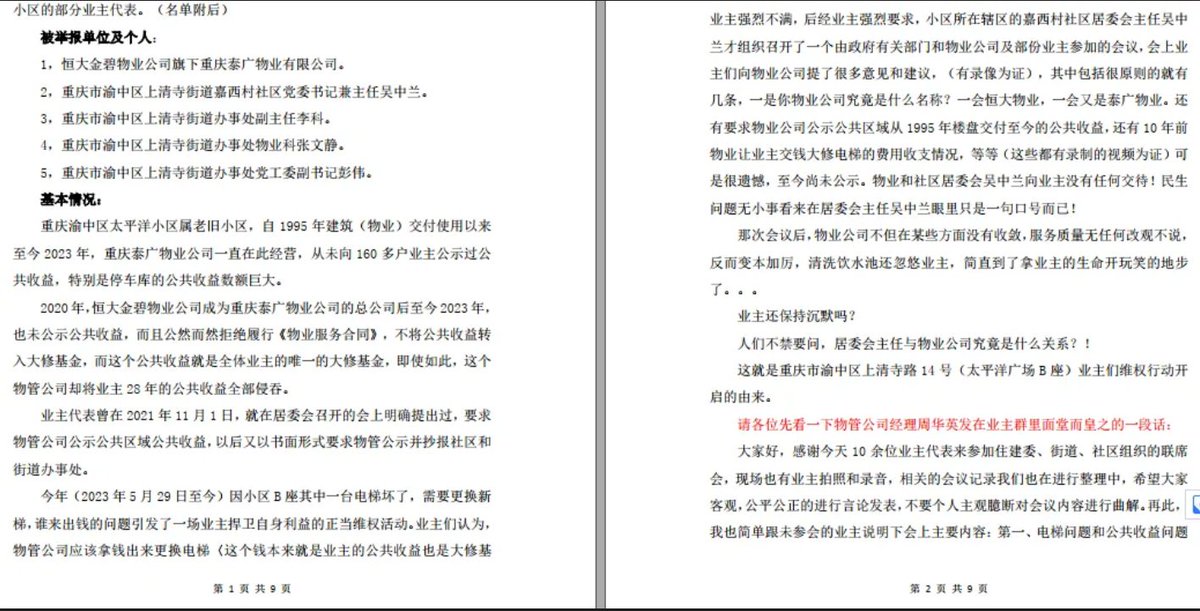 小区的部分业主代表。（名单附后）
被举报单位及个人：
1，恒大金碧物业公司旗下重庆泰广物业有限公司。
2，重庆市渝中区上清寺街道嘉西村社区党委书记兼主任吴中兰。
3，重庆市渝中区上清寺街道办事处副主任李科。
4，重庆市渝中区上清寺街道办事处物业科张文静。
5，重庆市渝中区上清寺街道办事处党工委副书记彭伟。
基本情况：
重庆渝中区太平洋小区属老旧小区，自 1995 年建筑（物业）交付使用以来
至今 2023 年，重庆泰广物业公司一直在此经营，从未向 160 多户业主公示过公
共收益，特别是停车库的公共收益数额巨大。
2020 年，恒大金碧物业公司成为重庆泰广物业公司的总公司后至今 2023 年，
也未公示公共收益，而且公然而然拒绝履行《物业服务合同》，不将公共收益转
入大修基金，而这个公共收益就是全体业主的唯一的大修基金，即使如此，这个
物管公司却将业主 28 年的公共收益全部侵吞。
业主代表曾在 2021 年 11 月 1 日，就在居委会召开的会上明确提出过，要求
物管公司公示公共区域公共收益，以后又以书面形式要求物管公示并抄报社区和
街道办事处。
今年（2023 年 5 月 29 日至今）因小区 B 座其中一台电梯坏了，需要更换新
梯，谁来出钱的问题引发了一场业主捍卫自身利益的正当维权活动。业主们认为，
物管公司应该拿钱出来更换电梯（这个钱本来就是业主的公共收益也是大修基
第 1 页 共 9 页
业主强烈不满，后经业主强烈要求，小区所在辖区的嘉西村社区居委会主任吴中
兰才组织召开了一个由政府有关部门和物业公司及部份业主参加的会议，会上业
主们向物业公司提了很多意见和建议，（有录像为证），其中包括很原则的就有
几条，一是你物业公司究竟是什么名称？一会恒大物业，一会又是泰广物业。还
有要求物业公司公示公共区域从 1995 年楼盘交付至今的公共收益，还有 10 年前
物业让业主交钱大修电梯的费用收支情况，等等（这些都有录制的视频为证）可
是很遗憾，至今尚未公示。物业和社区居委会吴中兰向业主没有任何交待！民生
问题无小事看来在居委会主任吴中兰眼里只是一句口号而已！
那次会议后，物业公司不但在某些方面没有收敛，服务质量无任何改观不说，
反而变本加厉，清洗饮水池还忽悠业主，简直到了拿业主的生命开玩笑的地步
了。。。
业主还保持沉默吗？
人们不禁要问，居委会主任与物业公司究竟是什么关系？！
这就是重庆市渝中区上清寺路 14 号（太平洋广场 B 座）业主们维权行动开
启的由来。
请各位先看一下物管公司经理周华英发在业主群里面堂而皇之的一段话：
大家好，感谢今天 10 余位业主代表来参加住建委、街道、社区组织的联席
会，现场也有业主拍照和录音，相关的会议记录我们也在进行整理中，希望大家
客观，公平公正的进行言论发表，不要个人主观臆断对会议内容进行曲解。再此，
我也简单跟未参会的业主说明下会上主要内容：第一、电梯问题和公共收益问题
第 2 页 共 9 页